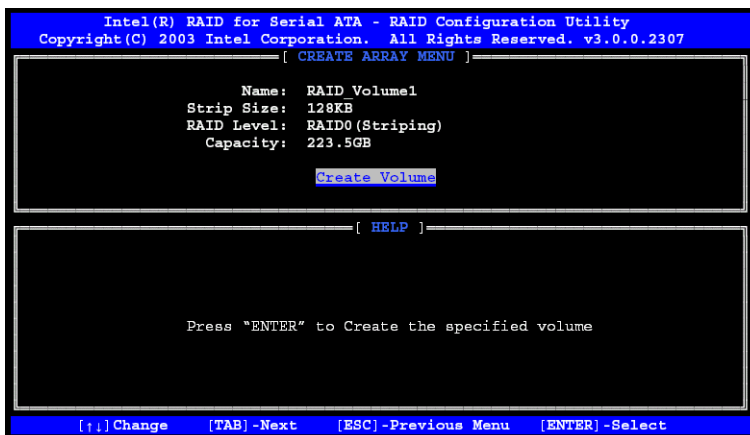 Intel(R) RAID for Serial ATA - RAID Configuration Utility
Copyright(C) 2003 Intel Corporation. All Rights Reserved. v3.0.0.2307
[ CREATE ARRAY MENU ]
Name: RAID_Volume1
Strip Size: 128KB
RAID Level: RAID0(Striping)
Capacity: 223.5GB
Create Volume
[ HELP ]
Press “ENTER” to Create the specified volume
[↑↓]Change [TAB]-Next [ESC]-Previous Menu [ENTER]-Select